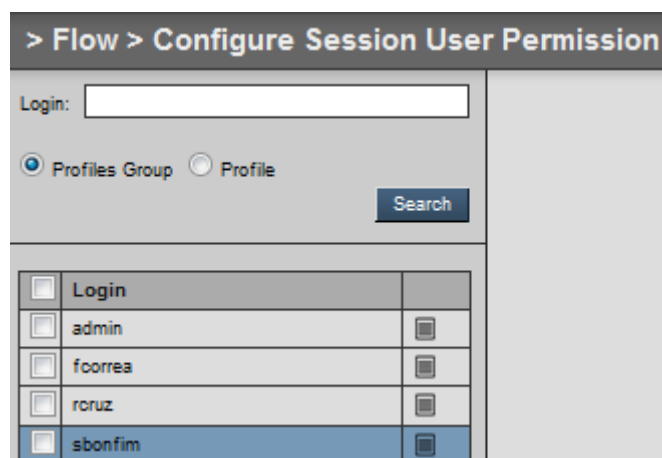 > Flow > Configure Session User Permission
Login:
Profiles Group Profile
Search
Login
admin
fcorrea
rcruz
sbonfim